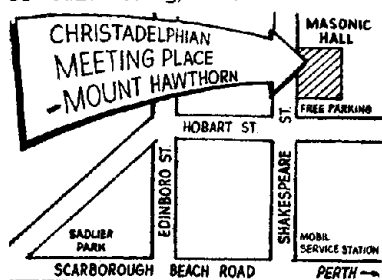 CHRISTADELPHIAN
MEETING PLACE
-MOUNT HAWTHORN
MASONIC
HALL
FREE PARKING
HOBART ST.
ST.
EDINBORO ST.
SHAKESPEARE
SADLIER
PARK
MOBIL
SERVICE STATION
SCARBOROUGH BEACH ROAD
PERTH